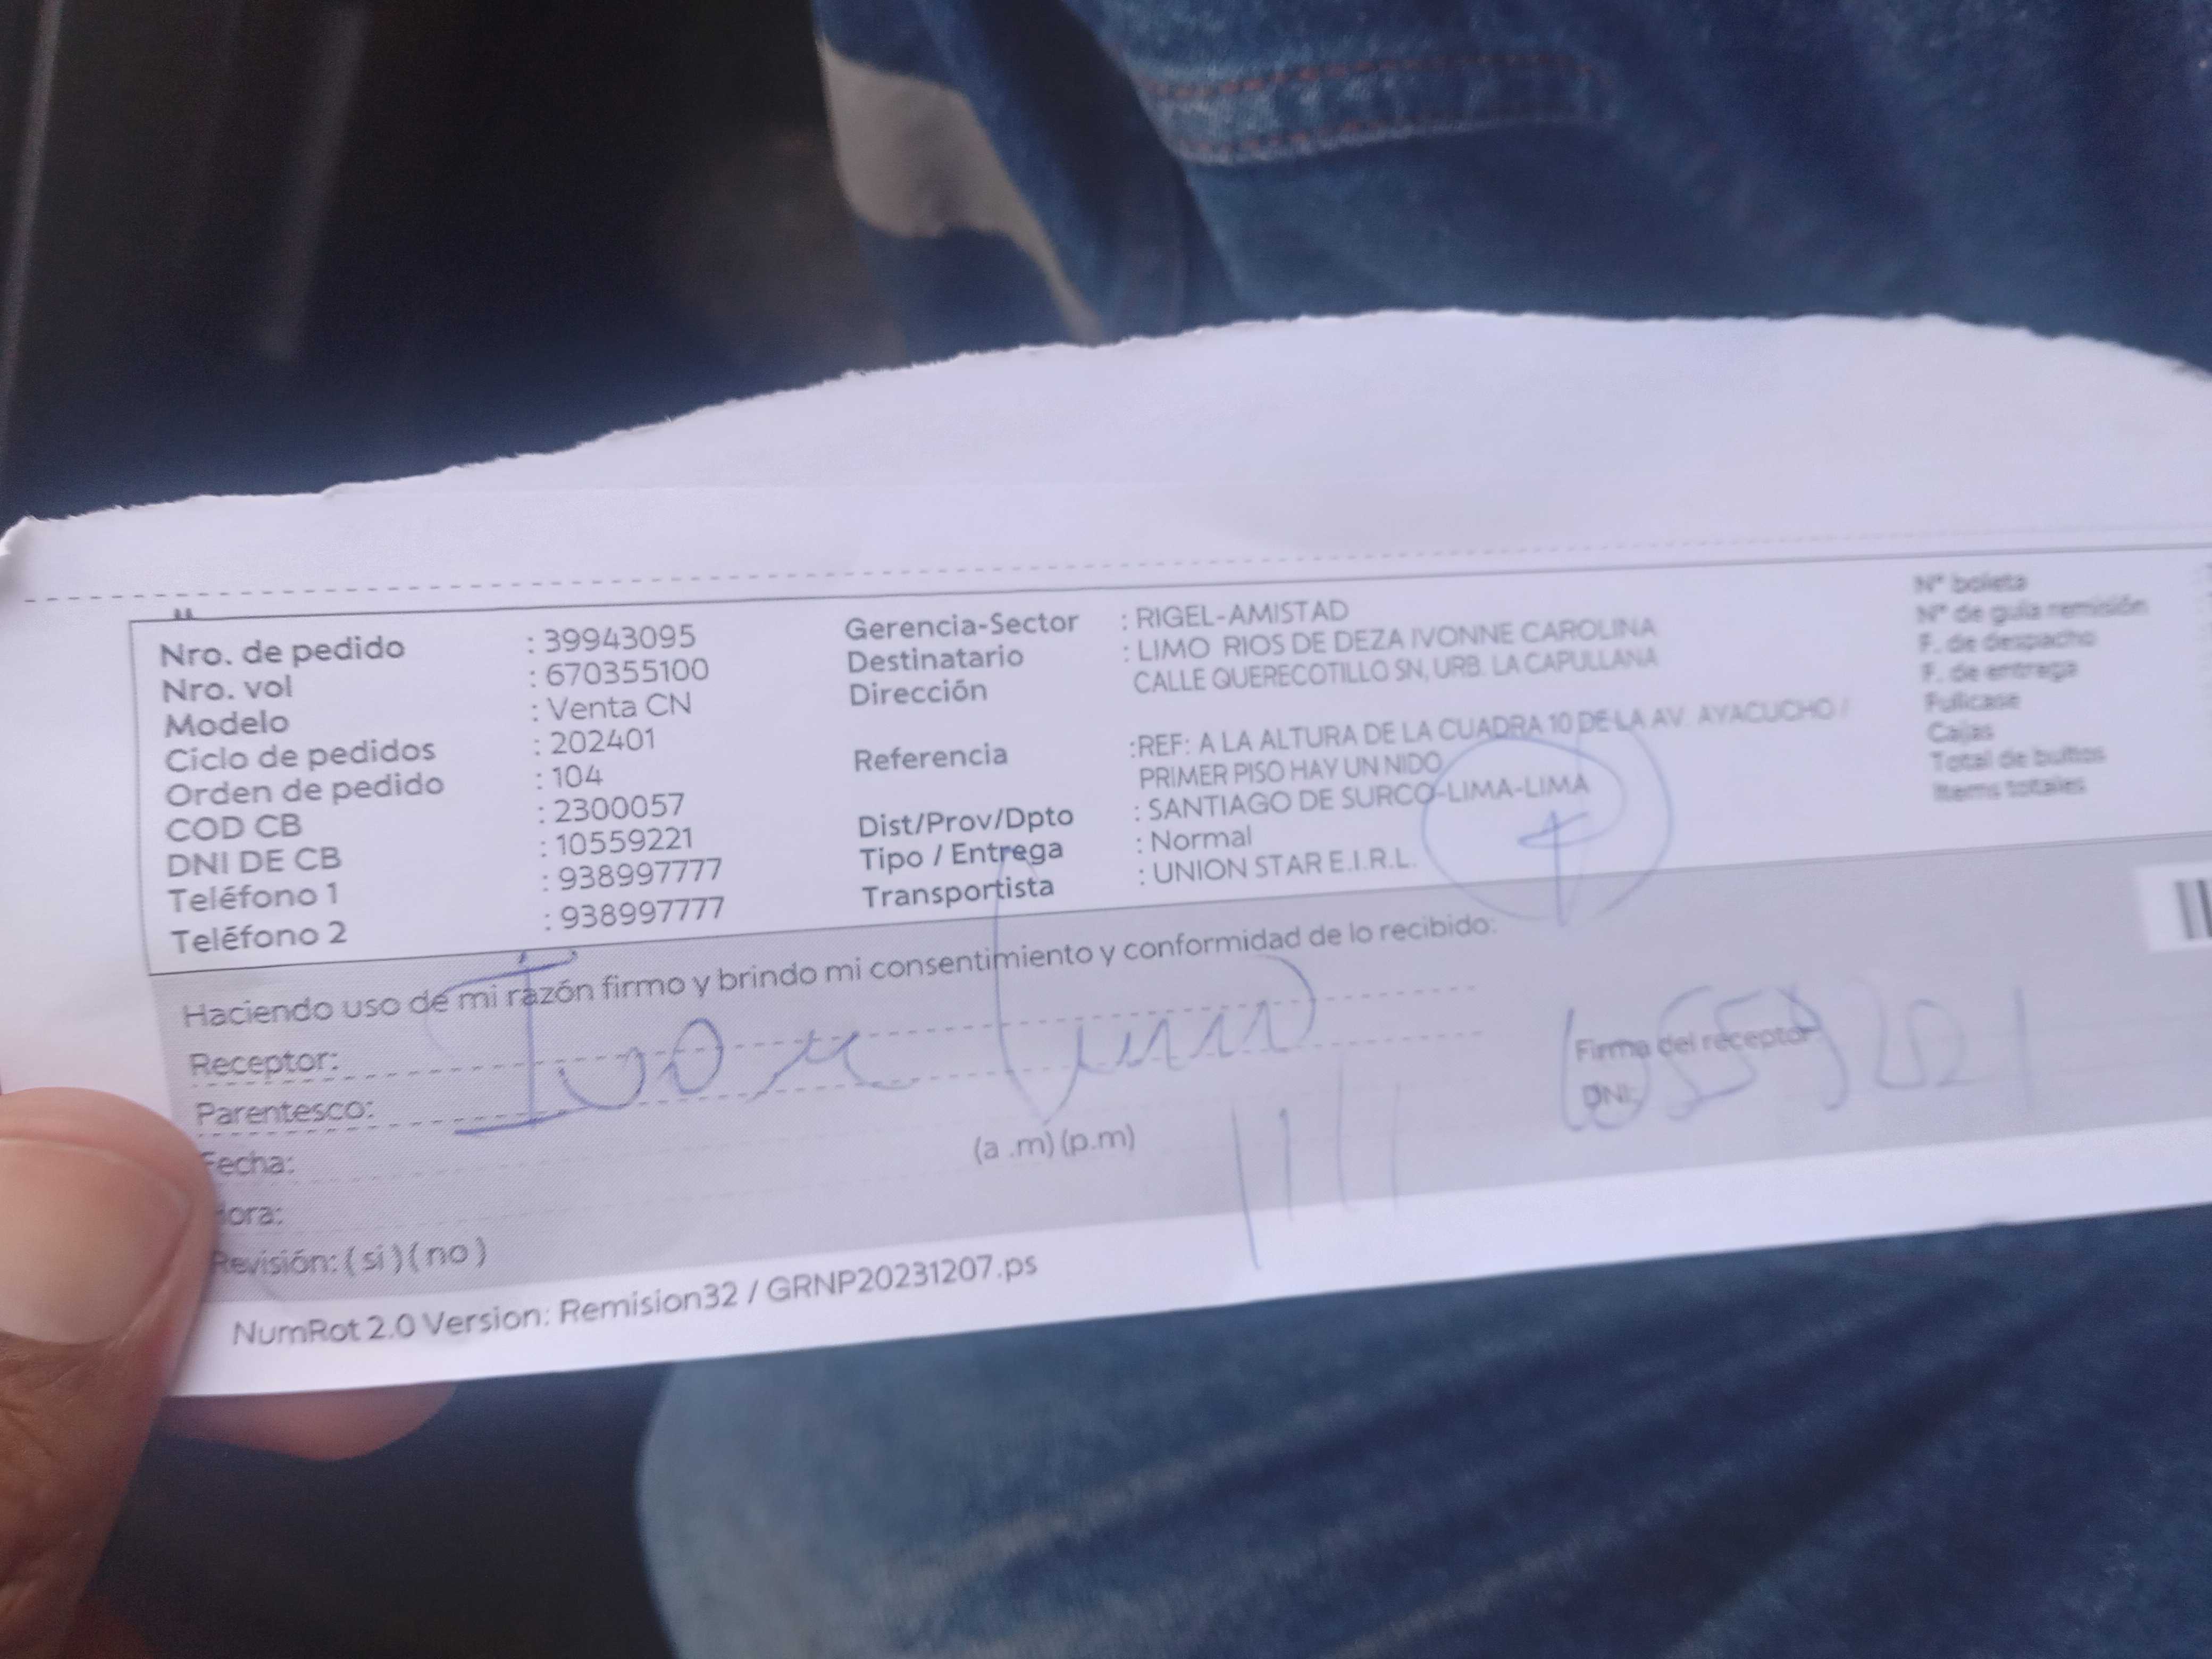 Nro. de pedido : 39943095
Nro. vol : 670355100
Modelo : Venta CN
Ciclo de pedidos : 202401
Orden de pedido : 104
COD CB : 2300057
DNI DE CB : 10559221
Teléfono 1 : 938997777
Teléfono 2 : 938997777
Gerencia-Sector : RIGEL-AMISTAD
Destinatario : LIMO RIOS DE DEZA IVONNE CAROLINA
Dirección CALLE QUERECOTILLO SN, URB. LA CAPULLANA
Referencia :REF: A LA ALTURA DE LA CUADRA 10 DE LA AV. AYACUCHO /
PRIMER PISO HAY UN NIDO
Dist/Prov/Dpto : SANTIAGO DE SURCO-LIMA-LIMA
Tipo / Entrega : Normal
Transportista : UNION STAR E.I.R.L.
N° boleta
N° de guía remisión
F. de despacho
F. de entrega
Fullcase
Cajas
Total de bultos
Items totales
Haciendo uso de mi razón firmo y brindo mi consentimiento y conformidad de lo recibido:
Receptor:
Parentesco:
Fecha:
Hora: (a .m) (p.m)
Revisión: ( si ) ( no )
Firma del receptor
DNI: 10559221
NumRot 2.0 Version: Remision32 / GRNP20231207.ps